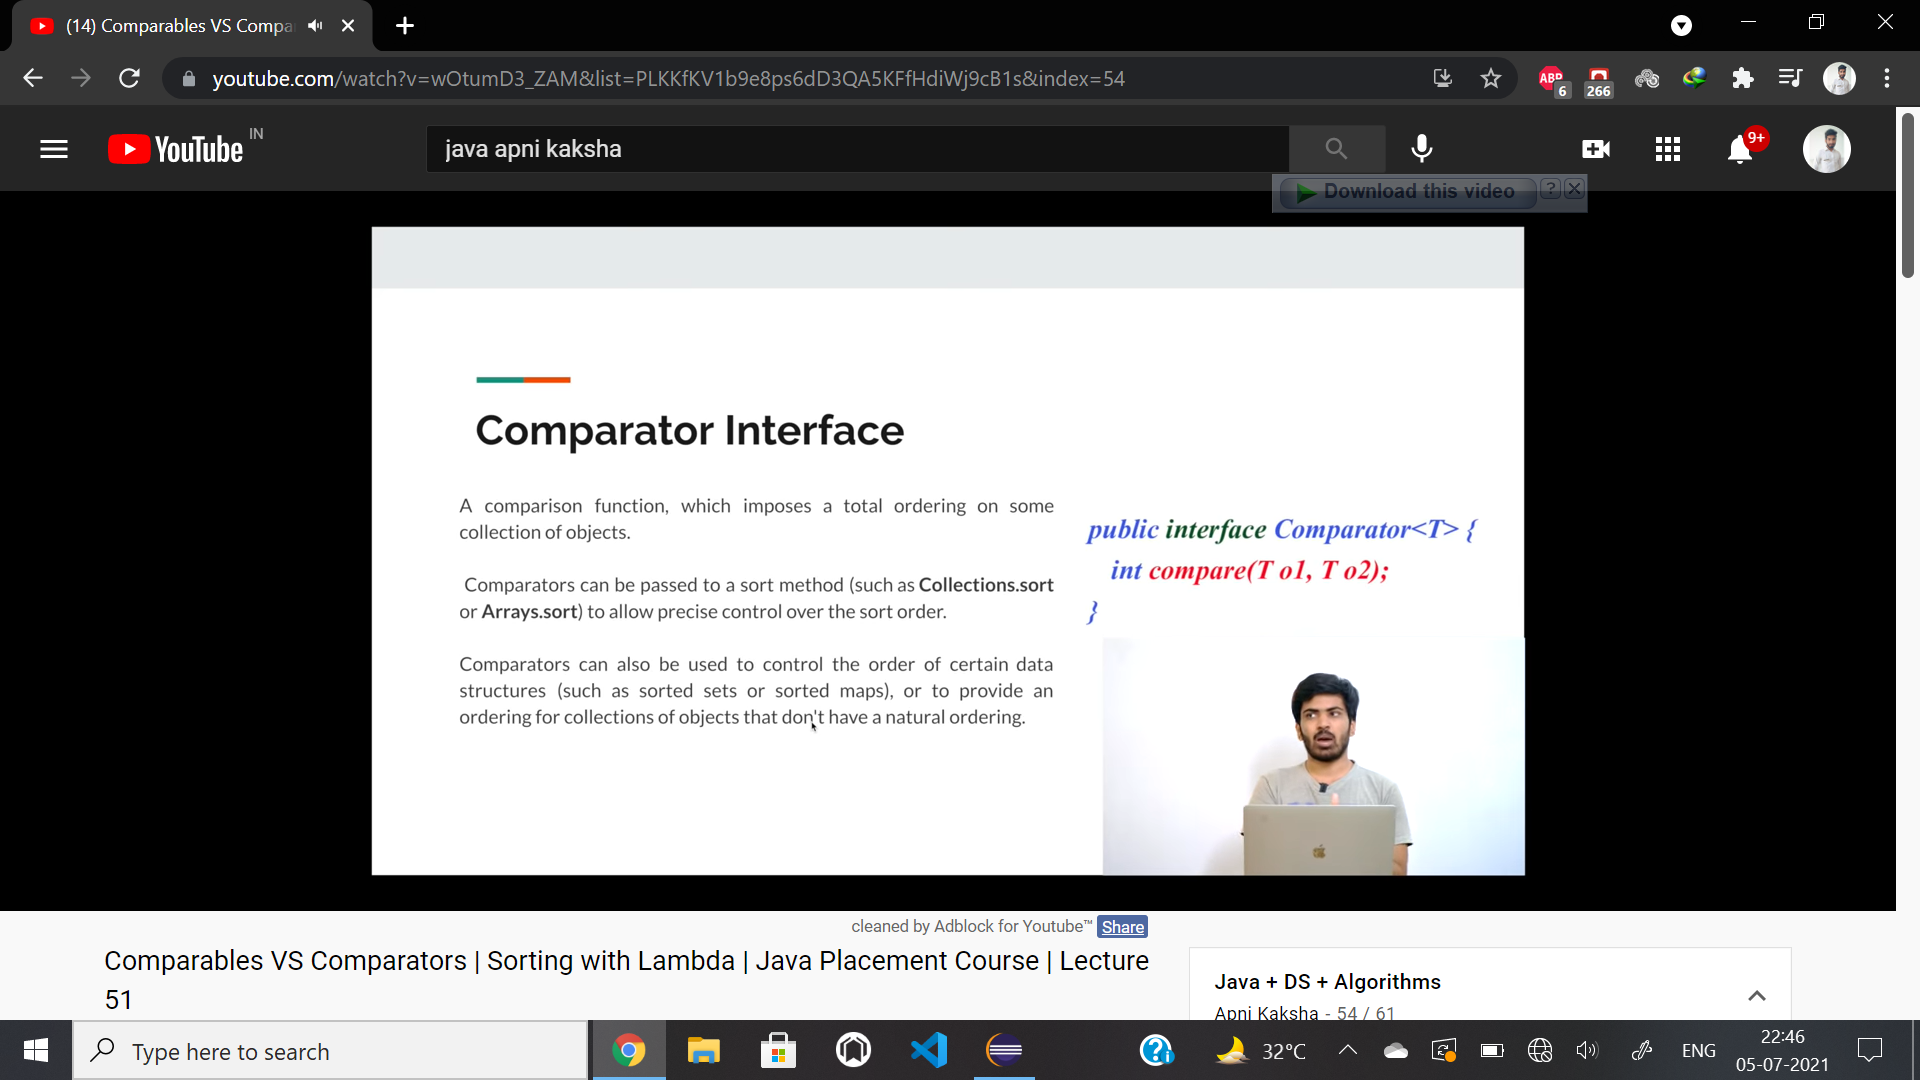 (14) Comparables VS Compa
youtube.com/watch?v=wOtumD3_ZAM&list=PLKKfKV1b9e8ps6dD3QA5KFfHdiWj9cB1s&index=54
ABP
6
266
YouTube IN
java apni kaksha
9+
Download this video ?
Comparator Interface
A comparison function, which imposes a total ordering on some
collection of objects.
Comparators can be passed to a sort method (such as Collections.sort
or Arrays.sort) to allow precise control over the sort order.
Comparators can also be used to control the order of certain data
structures (such as sorted sets or sorted maps), or to provide an
ordering for collections of objects that don't have a natural ordering.
public interface Comparator<T> {
int compare(T o1, T o2);
}
cleaned by Adblock for Youtube™ Share
Comparables VS Comparators | Sorting with Lambda | Java Placement Course | Lecture
51
Java + DS + Algorithms
Apni Kaksha - 54 / 61
Type here to search
32°C
ENG
22:46
05-07-2021